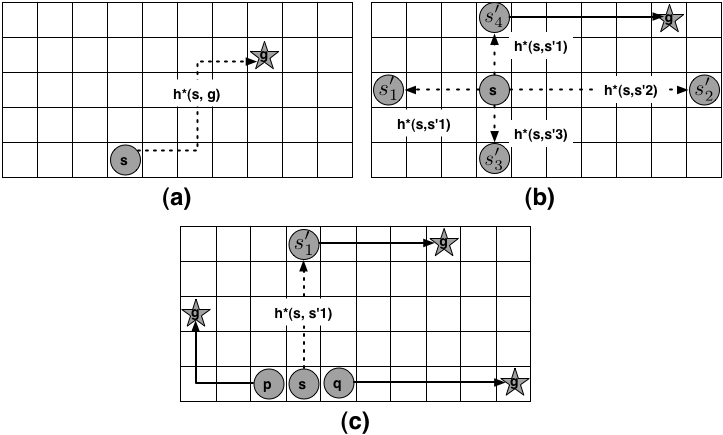 g
h*(s, g)
s
(a)
s′4 g
h*(s,s'1)
s′1 s h*(s,s'2) s′2
h*(s,s'1) h*(s,s'3)
s′3
(b)
s′1 g
g h*(s, s'1)
p s q g
(c)